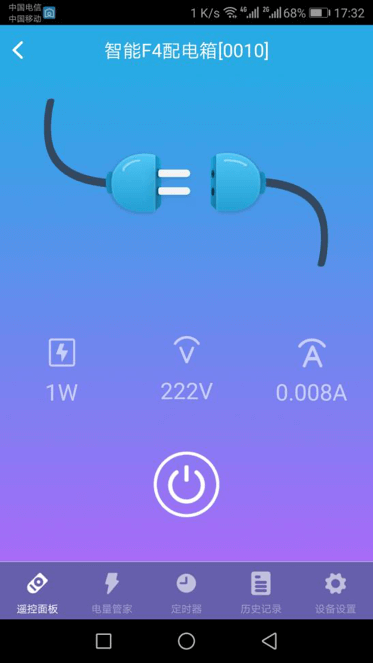 中国电信
中国移动
1 K/s 4G 2G 68% 17:32
智能F4配电箱[0010]
V A
1W 222V 0.008A
遥控面板 电量管家 定时器 历史记录 设备设置